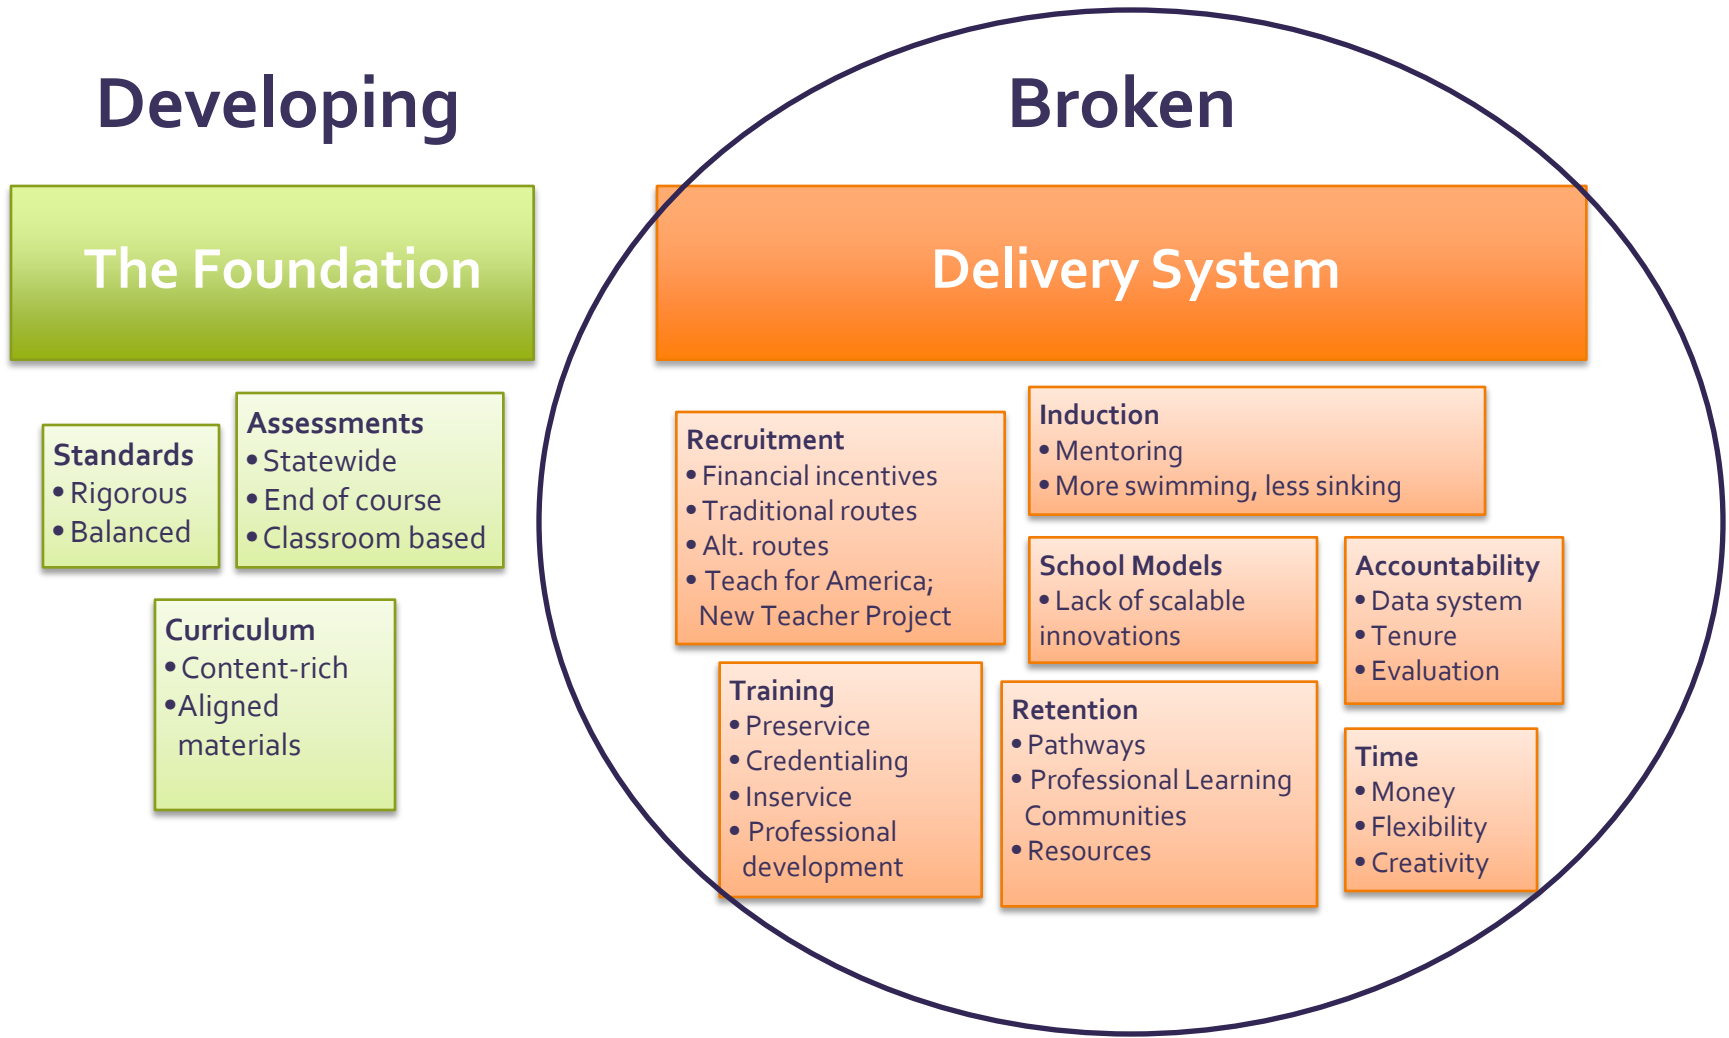 Developing
The Foundation
Standards
• Rigorous
• Balanced
Assessments
• Statewide
• End of course
• Classroom based
Curriculum
• Content-rich
• Aligned
materials
Broken
Delivery System
Recruitment
• Financial incentives
• Traditional routes
• Alt. routes
• Teach for America;
New Teacher Project
Induction
• Mentoring
• More swimming, less sinking
School Models
• Lack of scalable
innovations
Accountability
• Data system
• Tenure
• Evaluation
Training
• Preservice
• Credentialing
• Inservice
• Professional
development
Retention
• Pathways
• Professional Learning
Communities
• Resources
Time
• Money
• Flexibility
• Creativity